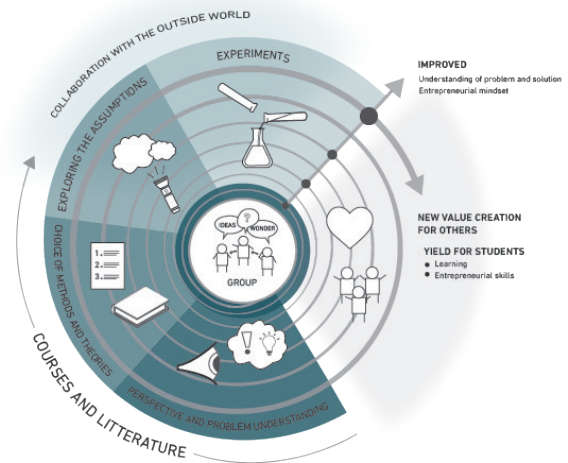 COLLABORATION WITH THE OUTSIDE WORLD
EXPERIMENTS
EXPLORING THE ASSUMPTIONS
CHOICE OF METHODS AND THEORIES
PERSPECTIVE AND PROBLEM UNDERSTANDING
COURSES AND LITTERATURE
1.
2.
3.
IDEAS
?
WONDER
GROUP
!
IMPROVED
Understanding of problem and solution
Entrepreneurial mindset
NEW VALUE CREATION
FOR OTHERS
YIELD FOR STUDENTS
• Learning
• Entrepreneurial skills